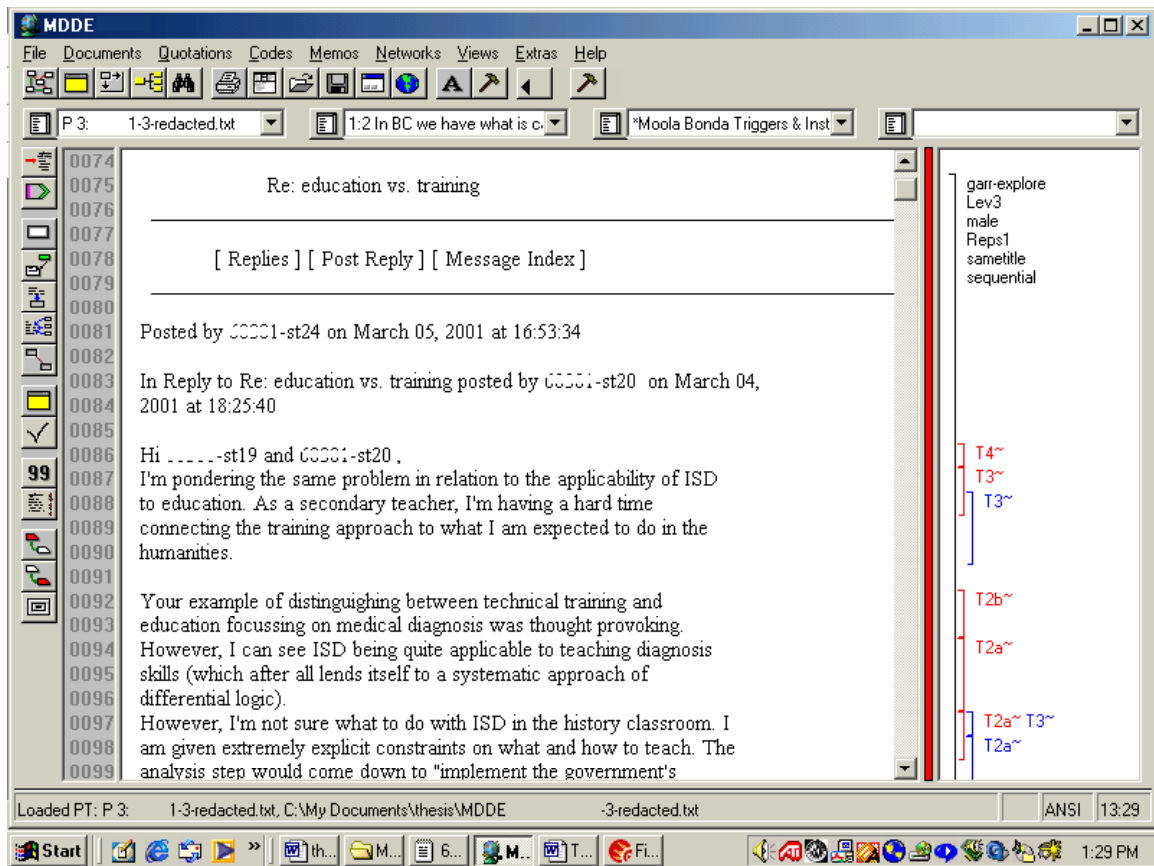 MDDE
File Documents Quotations Codes Memos Networks Views Extras Help
P 3: 1-3-redacted.txt 1:2 In BC we have what is c *Moola Bonda Triggers & Inst
0074
0075 Re: education vs. training
0076
0077
0078 [ Replies ] [ Post Reply ] [ Message Index ]
0079
0080
0081 Posted by -st24 on March 05, 2001 at 16:53:34
0082
0083 In Reply to Re: education vs. training posted by -st20 on March 04,
0084 2001 at 18:25:40
0085
0086 Hi -st19 and -st20 ,
0087 I'm pondering the same problem in relation to the applicability of ISD
0088 to education. As a secondary teacher, I'm having a hard time
0089 connecting the training approach to what I am expected to do in the
0090 humanities.
0091
0092 Your example of distinguighing between technical training and
0093 education focussing on medical diagnosis was thought provoking.
0094 However, I can see ISD being quite applicable to teaching diagnosis
0095 skills (which after all lends itself to a systematic approach of
0096 differential logic).
0097 However, I'm not sure what to do with ISD in the history classroom. I
0098 am given extremely explicit constraints on what and how to teach. The
0099 analysis step would come down to "implement the government's
garr-explore
Lev3
male
Reps1
sametitle
sequential
T4~
T3~
T3~
T2b~
T2a~
T2a~ T3~
T2a~
99
Loaded PT: P 3: 1-3-redacted.txt, C:\My Documents\thesis\MDDE -3-redacted.txt ANSI 13:29
Start th... M... 6... M.. T... Fi... 1:29 PM